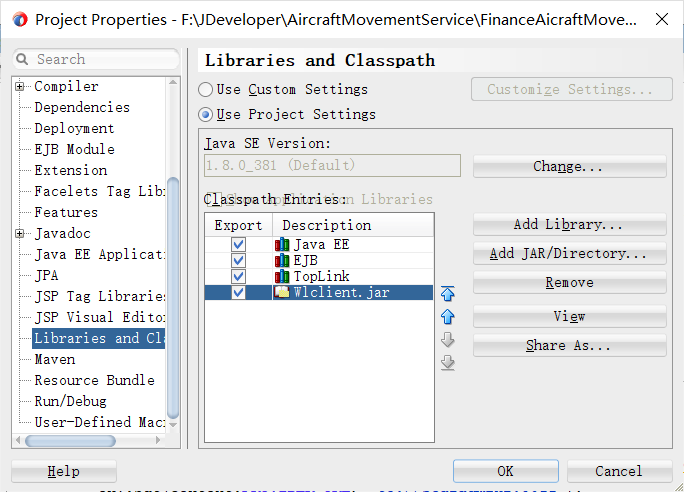 Project Properties - F:\JDeveloper\AircraftMovementService\FinanceAicraftMove...
Search
Compiler
Dependencies
Deployment
EJB Module
Extension
Facelets Tag Lib
Features
Javadoc
Java EE Applicat
JPA
JSP Tag Libraries
JSP Visual Edito
Libraries and Cla
Maven
Resource Bundle
Run/Debug
User-Defined Mac
Libraries and Classpath
Use Custom Settings
Customize Settings...
Use Project Settings
Java SE Version:
1.8.0_381 (Default)
Change...
Classpath Entries:
Application Libraries
Export Description
Java EE
EJB
TopLink
Wlclient.jar
Add Library...
Add JAR/Directory...
Remove
View
Share As...
Help
OK
Cancel